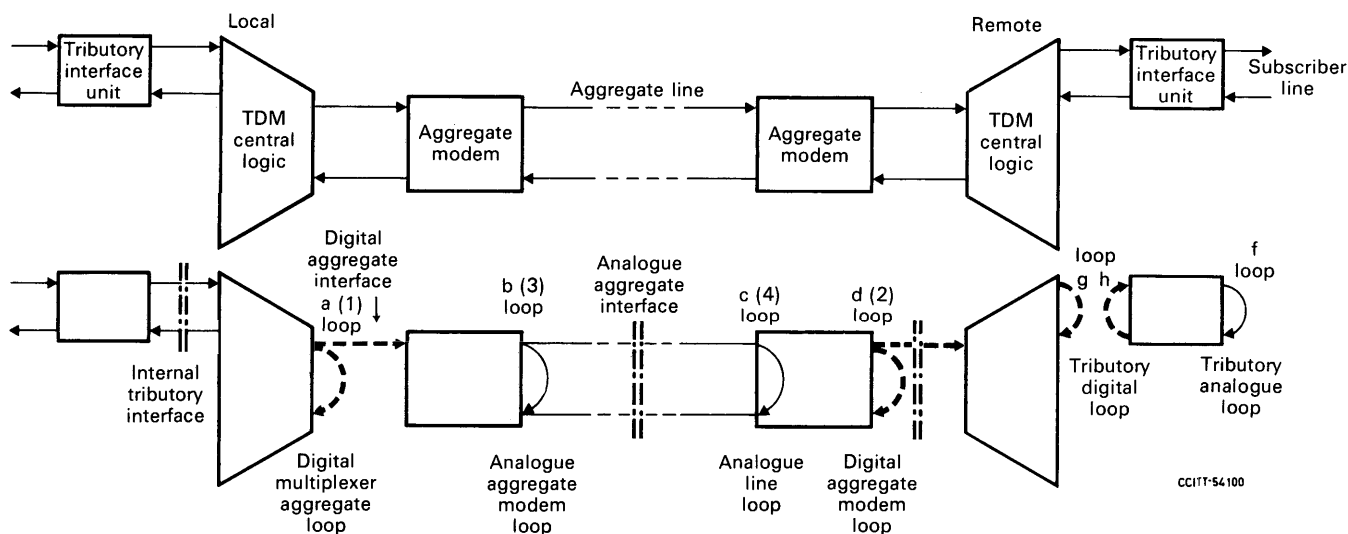 Local
Remote
Tributory
interface
unit
TDM
central
logic
Aggregate
modem
Aggregate line
Aggregate
modem
TDM
central
logic
Tributory
interface
unit
Subscriber
line
Digital
aggregate
interface
a (1)
loop
b (3)
loop
Analogue
aggregate
interface
c (4)
loop
d (2)
loop
loop
g h
f
loop
Internal
tributory
interface
Tributory
digital
loop
Tributory
analogue
loop
Digital
multiplexer
aggregate
loop
Analogue
aggregate
modem loop
Analogue
line
loop
Digital
aggregate
modem loop
CCITT-54100